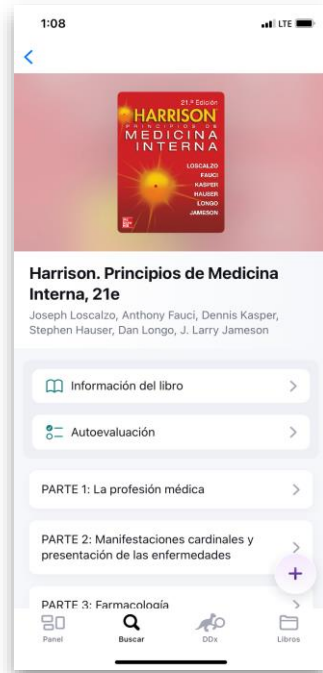 1:08
LTE
21.ª Edición
HARRISON
PRINCIPIOS DE
MEDICINA
INTERNA
LOSCALZO
FAUCI
KASPER
HAUSER
LONGO
JAMESON
Harrison. Principios de Medicina
Interna, 21e
Joseph Loscalzo, Anthony Fauci, Dennis Kasper,
Stephen Hauser, Dan Longo, J. Larry Jameson
Información del libro
Autoevaluación
PARTE 1: La profesión médica
PARTE 2: Manifestaciones cardinales y
presentación de las enfermedades
PARTE 3: Farmacología
Panel
Buscar
DDx
Libros